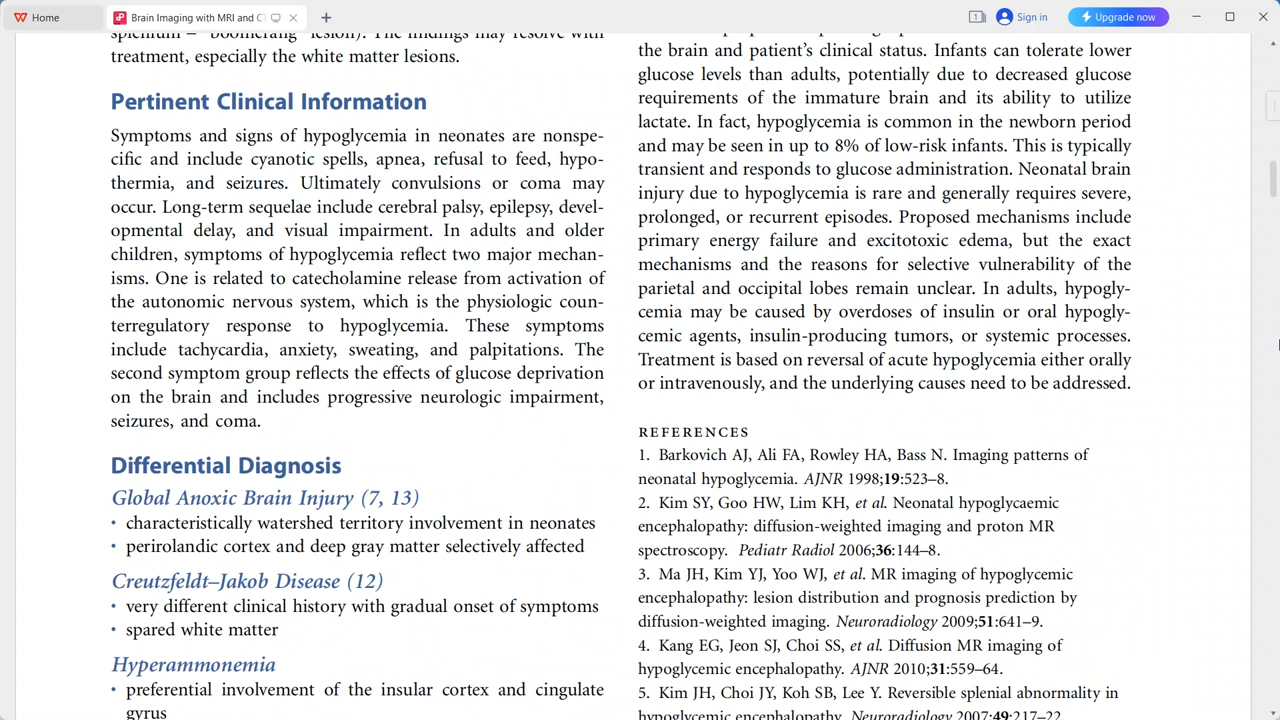 Home
Brain Imaging with MRI and C
Sign in
Upgrade now
treatment, especially the white matter lesions.
Pertinent Clinical Information
Symptoms and signs of hypoglycemia in neonates are nonspe-
cific and include cyanotic spells, apnea, refusal to feed, hypo-
thermia, and seizures. Ultimately convulsions or coma may
occur. Long-term sequelae include cerebral palsy, epilepsy, devel-
opmental delay, and visual impairment. In adults and older
children, symptoms of hypoglycemia reflect two major mechan-
isms. One is related to catecholamine release from activation of
the autonomic nervous system, which is the physiologic coun-
terregulatory response to hypoglycemia. These symptoms
include tachycardia, anxiety, sweating, and palpitations. The
second symptom group reflects the effects of glucose deprivation
on the brain and includes progressive neurologic impairment,
seizures, and coma.
Differential Diagnosis
Global Anoxic Brain Injury (7, 13)
• characteristically watershed territory involvement in neonates
• perirolandic cortex and deep gray matter selectively affected
Creutzfeldt–Jakob Disease (12)
• very different clinical history with gradual onset of symptoms
• spared white matter
Hyperammonemia
• preferential involvement of the insular cortex and cingulate
gyrus
the brain and patient's clinical status. Infants can tolerate lower
glucose levels than adults, potentially due to decreased glucose
requirements of the immature brain and its ability to utilize
lactate. In fact, hypoglycemia is common in the newborn period
and may be seen in up to 8% of low-risk infants. This is typically
transient and responds to glucose administration. Neonatal brain
injury due to hypoglycemia is rare and generally requires severe,
prolonged, or recurrent episodes. Proposed mechanisms include
primary energy failure and excitotoxic edema, but the exact
mechanisms and the reasons for selective vulnerability of the
parietal and occipital lobes remain unclear. In adults, hypogly-
cemia may be caused by overdoses of insulin or oral hypogly-
cemic agents, insulin-producing tumors, or systemic processes.
Treatment is based on reversal of acute hypoglycemia either orally
or intravenously, and the underlying causes need to be addressed.
REFERENCES
1. Barkovich AJ, Ali FA, Rowley HA, Bass N. Imaging patterns of
neonatal hypoglycemia. AJNR 1998;19:523–8.
2. Kim SY, Goo HW, Lim KH, et al. Neonatal hypoglycaemic
encephalopathy: diffusion-weighted imaging and proton MR
spectroscopy. Pediatr Radiol 2006;36:144–8.
3. Ma JH, Kim YJ, Yoo WJ, et al. MR imaging of hypoglycemic
encephalopathy: lesion distribution and prognosis prediction by
diffusion-weighted imaging. Neuroradiology 2009;51:641–9.
4. Kang EG, Jeon SJ, Choi SS, et al. Diffusion MR imaging of
hypoglycemic encephalopathy. AJNR 2010;31:559–64.
5. Kim JH, Choi JY, Koh SB, Lee Y. Reversible splenial abnormality in
hypoglycemic encephalopathy. Neuroradiology 2007;49:217–22.